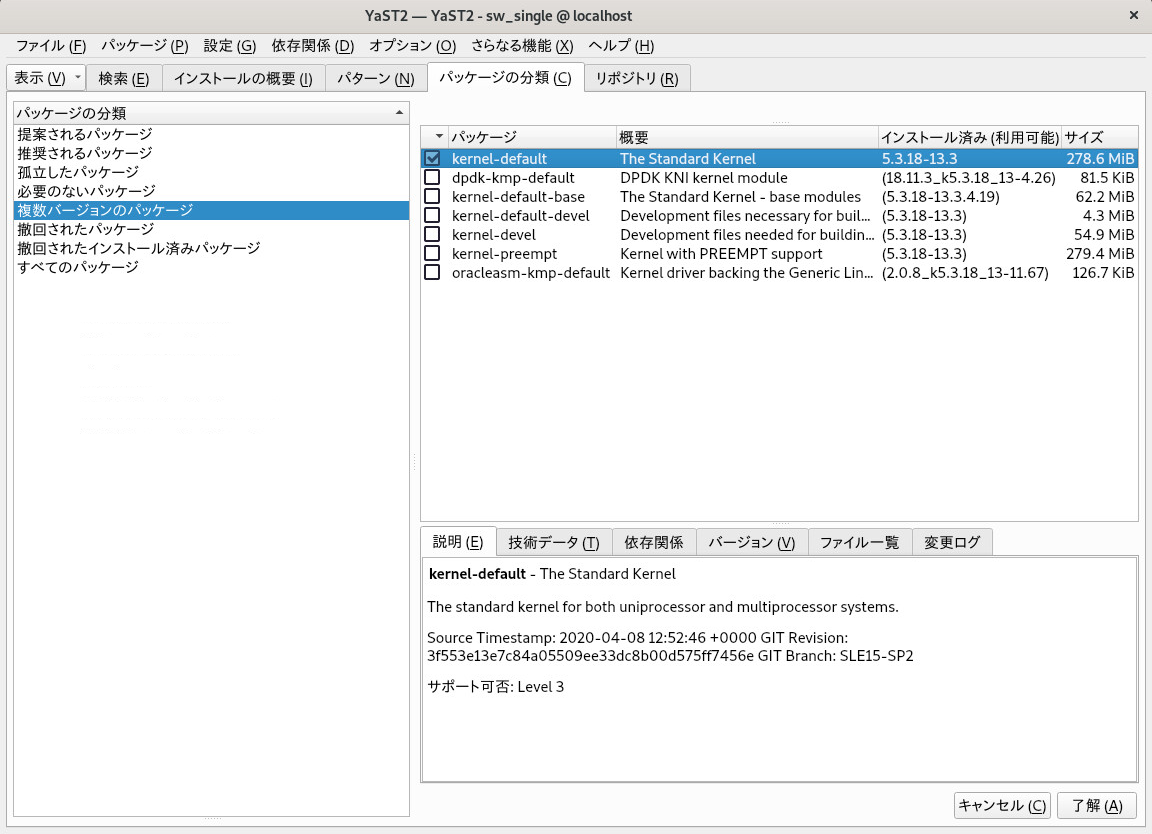 YaST2 — YaST2 - sw_single @ localhost
ファイル (F) パッケージ (P) 設定 (G) 依存関係 (D) オプション (O) さらなる機能 (X) ヘルプ (H)
表示 (V) 検索 (E) インストールの概要 (I) パターン (N) パッケージの分類 (C) リポジトリ (R)
パッケージの分類
提案されるパッケージ
推奨されるパッケージ
孤立したパッケージ
必要のないパッケージ
複数バージョンのパッケージ
撤回されたパッケージ
撤回されたインストール済みパッケージ
すべてのパッケージ
パッケージ 概要 インストール済み (利用可能) サイズ
kernel-default The Standard Kernel 5.3.18-13.3 278.6 MiB
dpdk-kmp-default DPDK KNI kernel module (18.11.3_k5.3.18_13-4.26) 81.5 KiB
kernel-default-base The Standard Kernel - base modules (5.3.18-13.3.4.19) 62.2 MiB
kernel-default-devel Development files necessary for buil... (5.3.18-13.3) 4.3 MiB
kernel-devel Development files needed for buildin... (5.3.18-13.3) 54.9 MiB
kernel-preempt Kernel with PREEMPT support (5.3.18-13.3) 279.4 MiB
oracleasm-kmp-default Kernel driver backing the Generic Lin... (2.0.8_k5.3.18_13-11.67) 126.7 KiB
説明 (E) 技術データ (T) 依存関係 バージョン (V) ファイル一覧 変更ログ
kernel-default - The Standard Kernel
The standard kernel for both uniprocessor and multiprocessor systems.
Source Timestamp: 2020-04-08 12:52:46 +0000 GIT Revision:
3f553e13e7c84a05509ee33dc8b00d575ff7456e GIT Branch: SLE15-SP2
サポート可否: Level 3
キャンセル (C) 了解 (A)